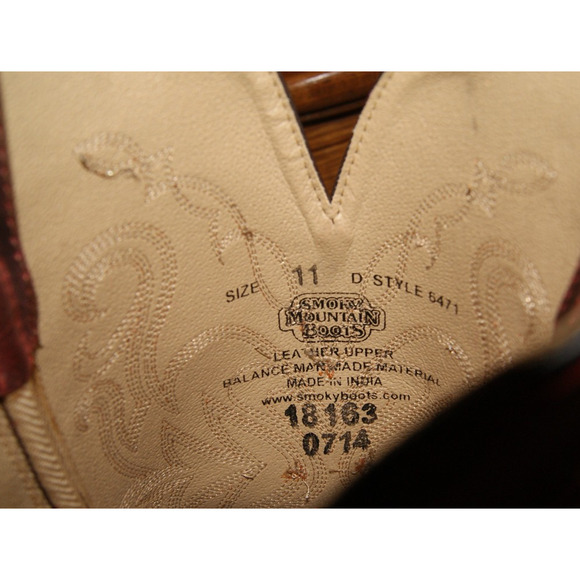 SIZE 11 D STYLE 6471
SMOKY
MOUNTAIN
BOOTS
LEATHER UPPER
BALANCE MAN MADE MATERIAL
MADE IN INDIA
www.smokyboots.com
18163
0714